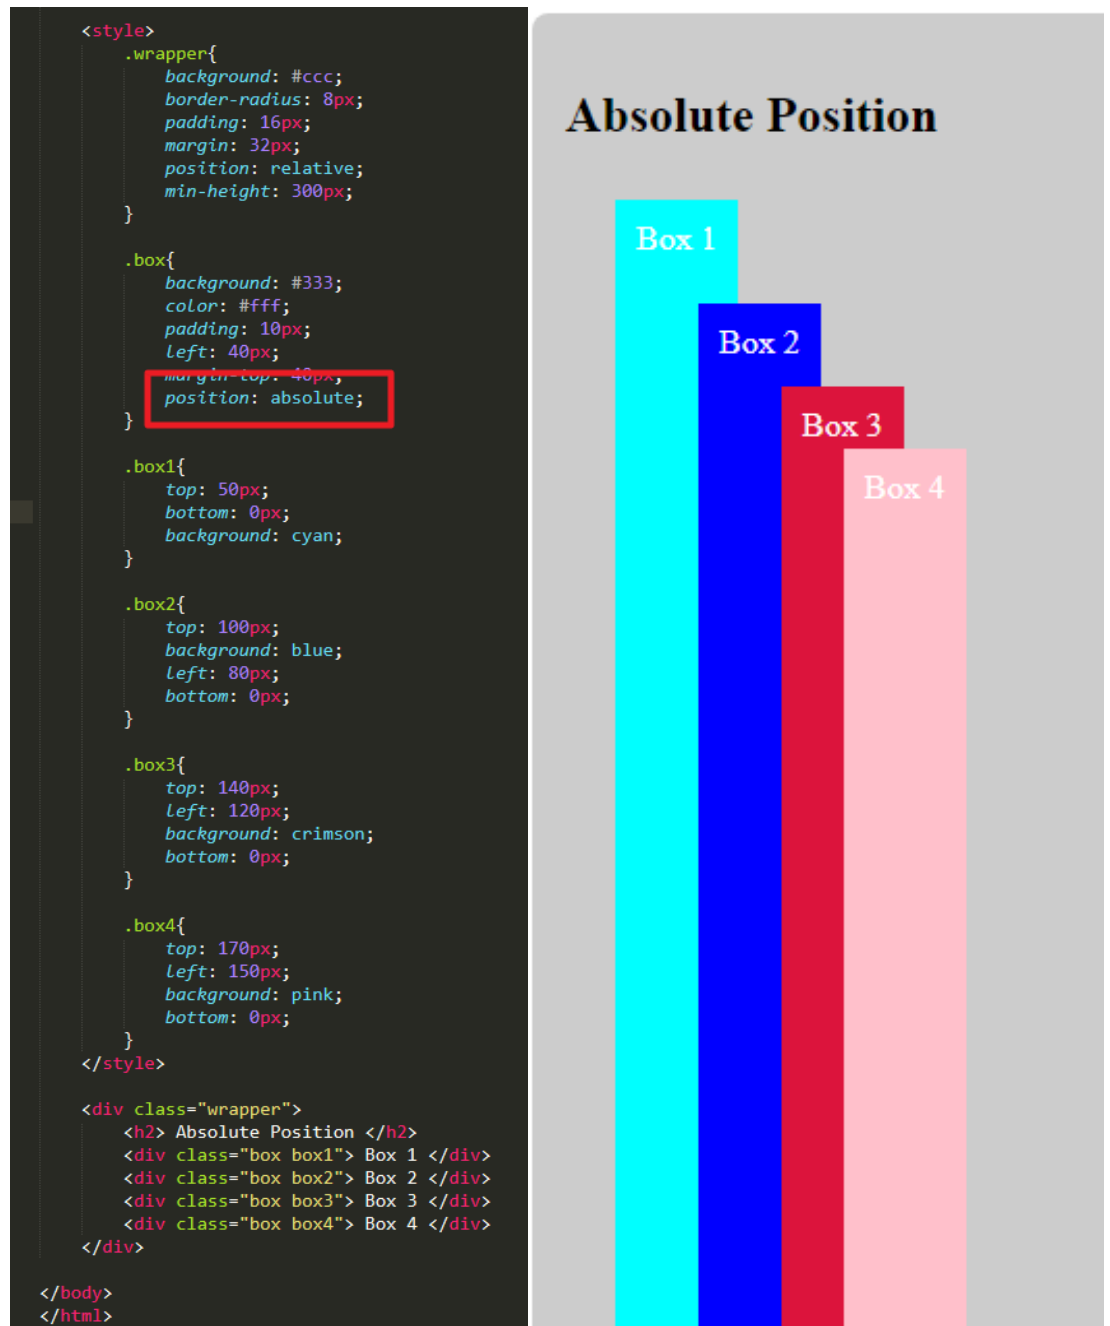 <style>
.wrapper{
background: #ccc;
border-radius: 8px;
padding: 16px;
margin: 32px;
position: relative;
min-height: 300px;
}
.box{
background: #333;
color: #fff;
padding: 10px;
left: 40px;
margin-top: 40px;
position: absolute;
}
.box1{
top: 50px;
bottom: 0px;
background: cyan;
}
.box2{
top: 100px;
background: blue;
left: 80px;
bottom: 0px;
}
.box3{
top: 140px;
left: 120px;
background: crimson;
bottom: 0px;
}
.box4{
top: 170px;
left: 150px;
background: pink;
bottom: 0px;
}
</style>
<div class="wrapper">
<h2> Absolute Position </h2>
<div class="box box1"> Box 1 </div>
<div class="box box2"> Box 2 </div>
<div class="box box3"> Box 3 </div>
<div class="box box4"> Box 4 </div>
</div>
</body>
</html>
Absolute Position
Box 1
Box 2
Box 3
Box 4